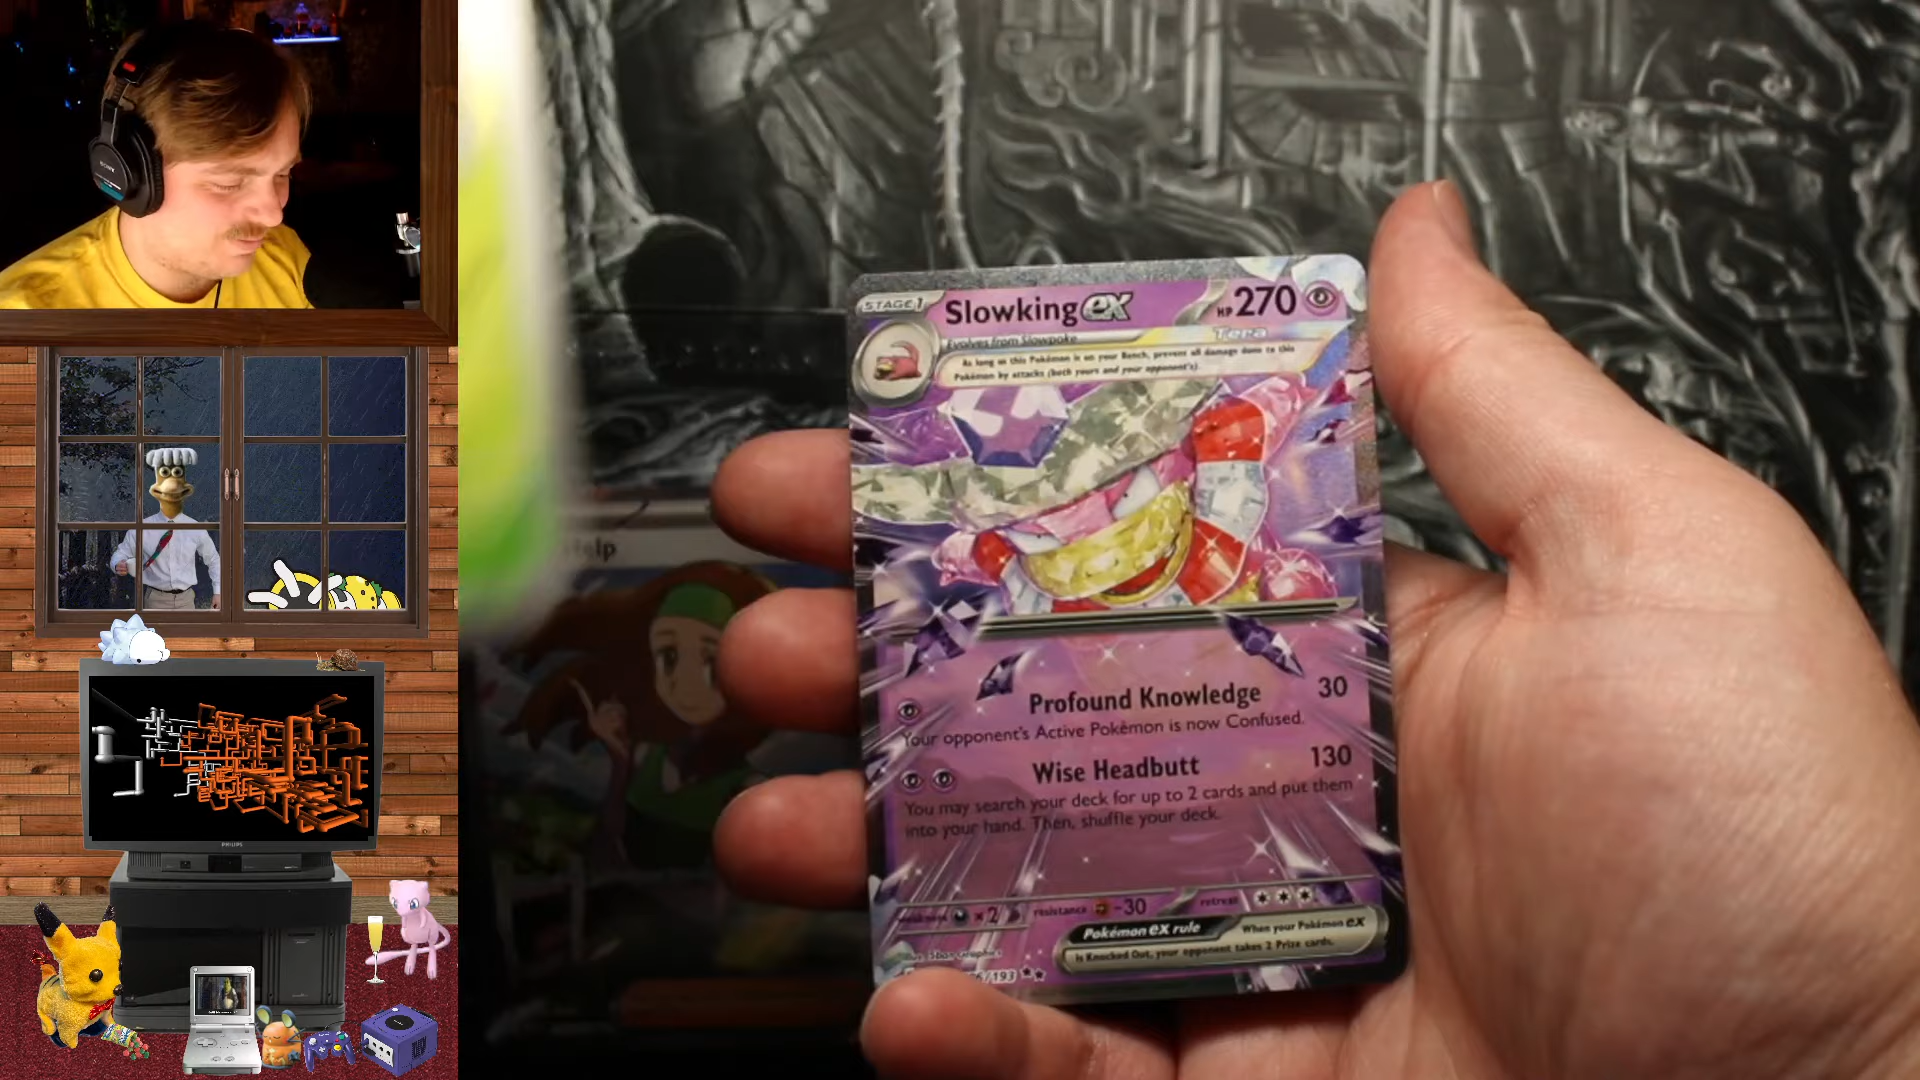 SONY
PHILIPS
STAGE 1
Slowking ex
HP 270
Evolves from Slowpoke
Tera
As long as this Pokémon is on your Bench, prevent all damage done to this
Pokémon by attacks (both yours and your opponent's).
Profound Knowledge 30
Your opponent's Active Pokémon is now Confused.
Wise Headbutt 130
You may search your deck for up to 2 cards and put them
into your hand. Then, shuffle your deck.
weakness ×2 resistance -30 retreat
Pokémon ex rule
When your Pokémon ex
is Knocked Out, your opponent takes 2 Prize cards.
/193